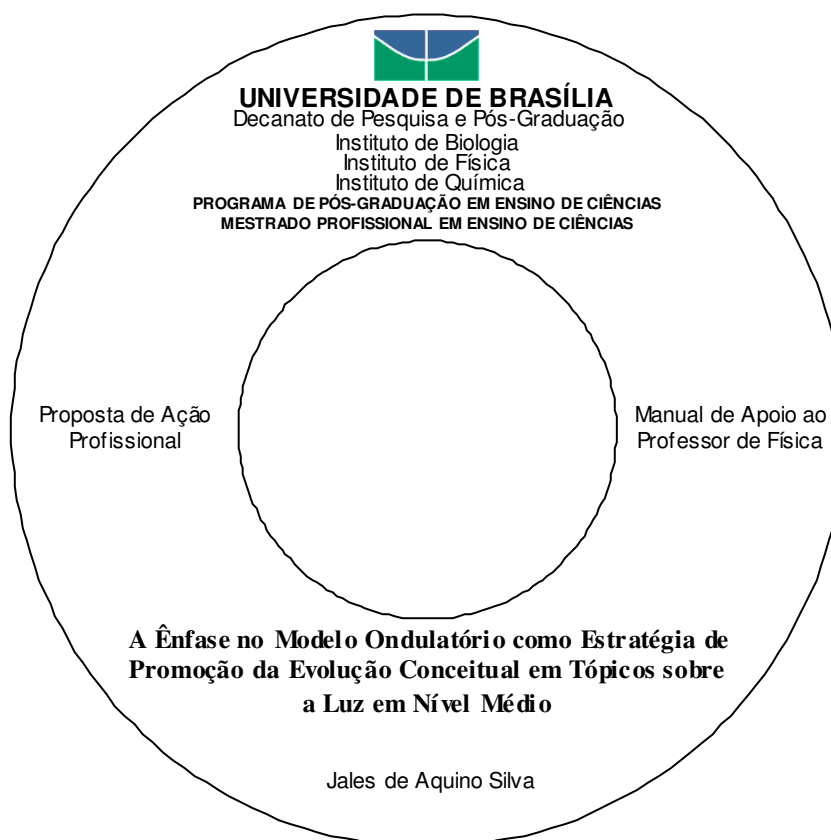 UNIVERSIDADE DE BRASÍLIA
Decanato de Pesquisa e Pós-Graduação
Instituto de Biologia
Instituto de Física
Instituto de Química
PROGRAMA DE PÓS-GRADUAÇÃO EM ENSINO DE CIÊNCIAS
MESTRADO PROFISSIONAL EM ENSINO DE CIÊNCIAS
Proposta de Ação
Profissional
Manual de Apoio ao
Professor de Física
A Ênfase no Modelo Ondulatório como Estratégia de
Promoção da Evolução Conceitual em Tópicos sobre
a Luz em Nível Médio
Jales de Aquino Silva